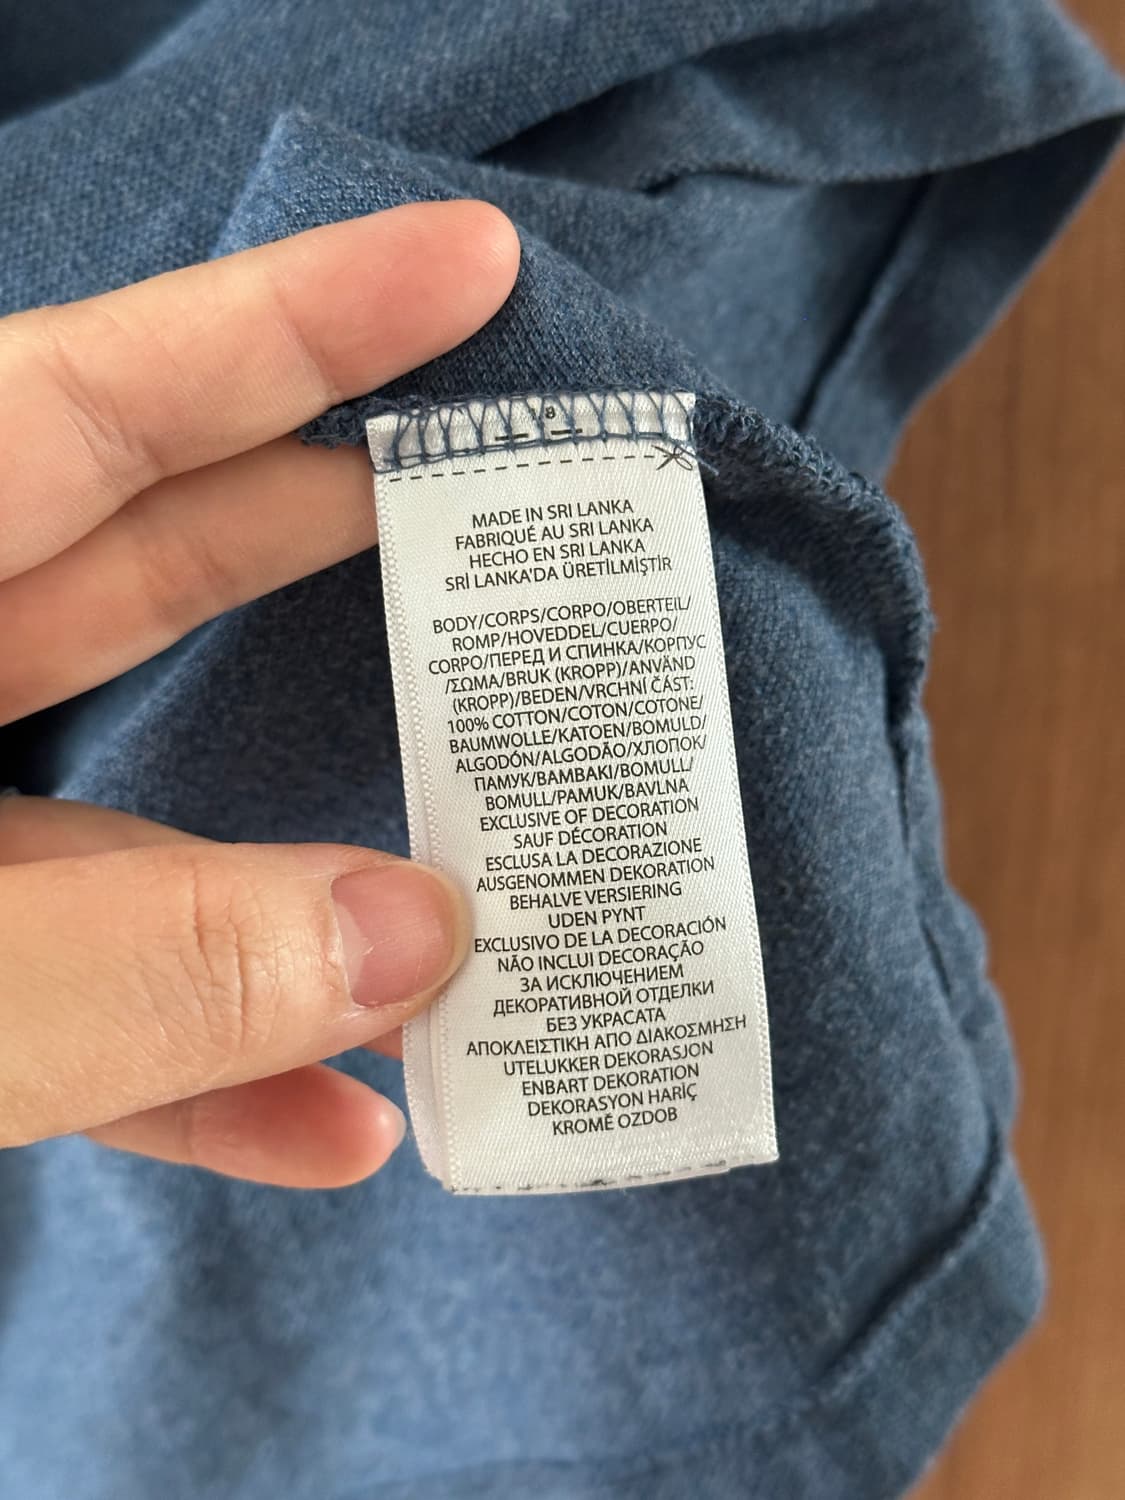 8
MADE IN SRI LANKA
FABRIQUÉ AU SRI LANKA
HECHO EN SRI LANKA
SRİ LANKA'DA ÜRETİLMİŞTİR
BODY/CORPS/CORPO/OBERTEIL/
ROMP/HOVEDDEL/CUERPO/
CORPO/ПЕРЕД И СПИНКА/КОРПУС
/ΣΩΜΑ/BRUK (KROPP)/ANVÄND
(KROPP)/BEDEN/VRCHNÍ ČÁST:
100% COTTON/COTON/COTONE/
BAUMWOLLE/KATOEN/BOMULD/
ALGODÓN/ALGODÃO/ХЛОПОК/
ПАМУК/ΒΑΜΒΑΚΙ/BOMULL/
BOMULL/PAMUK/BAVLNA
EXCLUSIVE OF DECORATION
SAUF DÉCORATION
ESCLUSA LA DECORAZIONE
AUSGENOMMEN DEKORATION
BEHALVE VERSIERING
UDEN PYNT
EXCLUSIVO DE LA DECORACIÓN
NÃO INCLUI DECORAÇÃO
ЗА ИСКЛЮЧЕНИЕМ
ДЕКОРАТИВНОЙ ОТДЕЛКИ
БЕЗ УКРАСАТА
ΑΠΟΚΛΕΙΣΤΙΚΗ ΑΠΟ ΔΙΑΚΟΣΜΗΣΗ
UTELUKKER DEKORASJON
ENBART DEKORATION
DEKORASYON HARİÇ
KROMĚ OZDOB